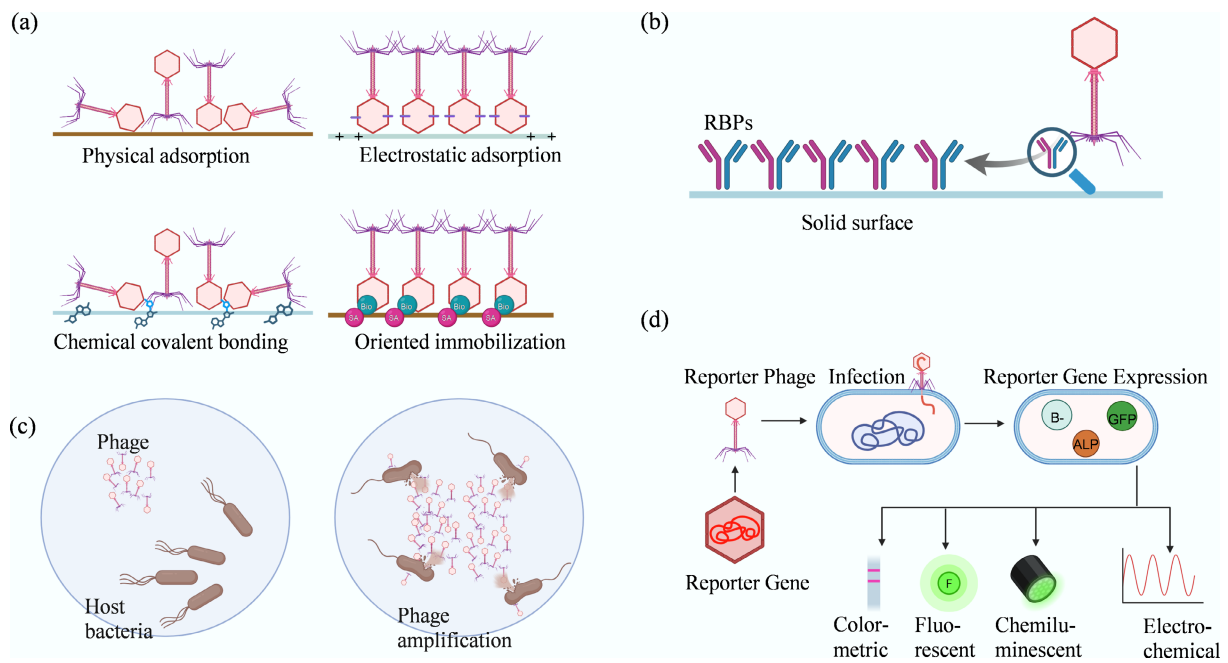 (a)
Physical adsorption
+ +
+ +
Electrostatic adsorption
Chemical covalent bonding
Bio
Bio
Bio
Bio
SA
SA
SA
SA
Oriented immobilization
(b)
RBPs
Solid surface
(c)
Phage
Host
bacteria
Phage
amplification
(d)
Reporter Phage
Infection
Reporter Gene Expression
B-
GFP
ALP
Reporter Gene
F
Color-
metric
Fluo-
rescent
Chemilu-
minescent
Electro-
chemical